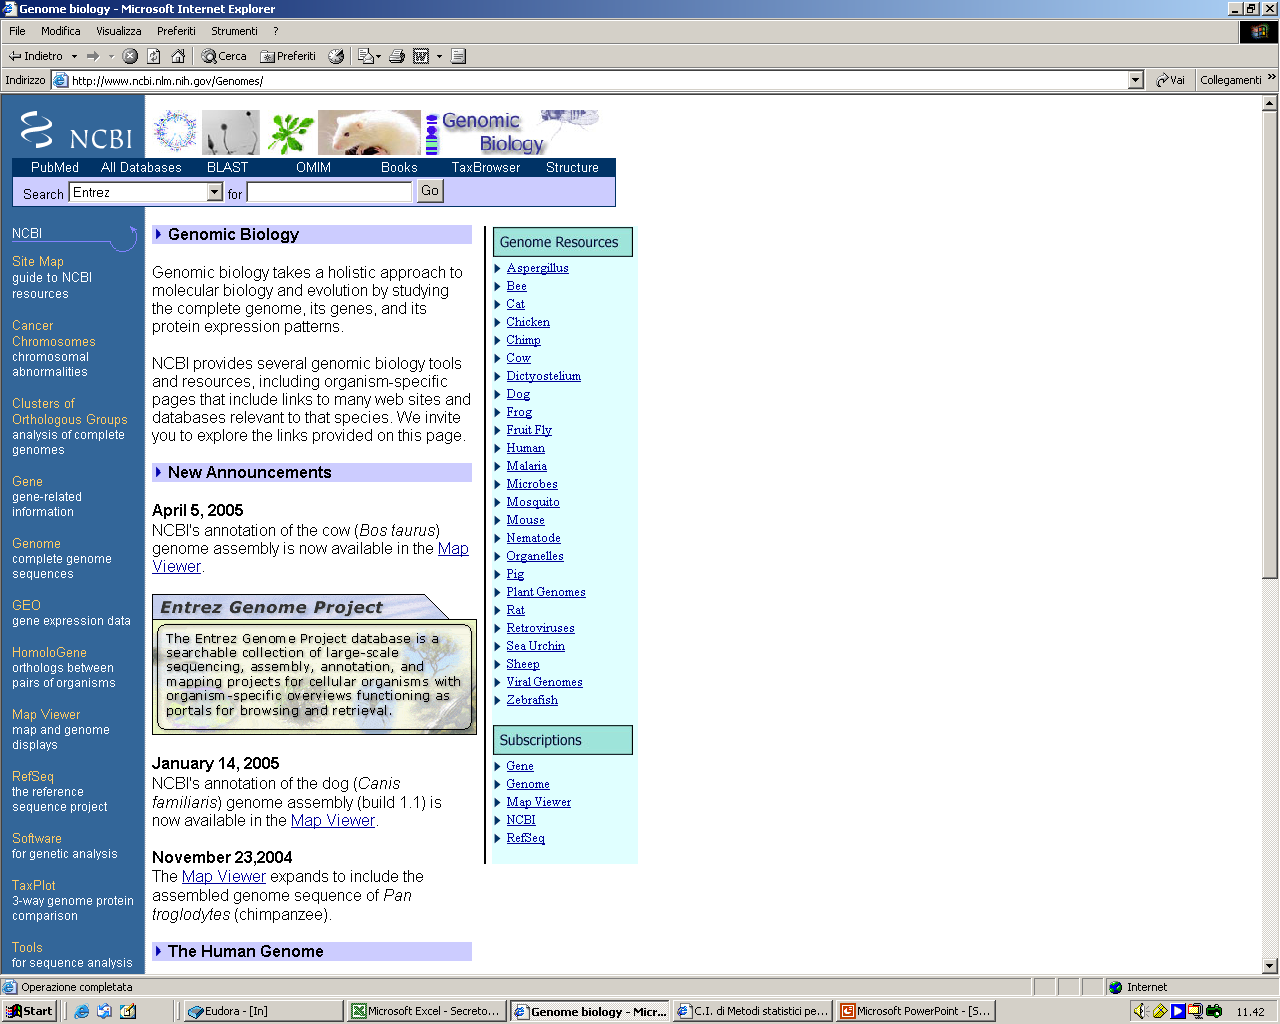 Genome biology - Microsoft Internet Explorer
File Modifica Visualizza Preferiti Strumenti ?
Indietro Cerca Preferiti
Indirizzo http://www.ncbi.nlm.nih.gov/Genomes/ Vai Collegamenti »
NCBI Genomic
Biology
PubMed All Databases BLAST OMIM Books TaxBrowser Structure
Search Entrez for Go
NCBI
Site Map
guide to NCBI
resources
Cancer
Chromosomes
chromosomal
abnormalities
Clusters of
Orthologous Groups
analysis of complete
genomes
Gene
gene-related
information
Genome
complete genome
sequences
GEO
gene expression data
HomoloGene
orthologs between
pairs of organisms
Map Viewer
map and genome
displays
RefSeq
the reference
sequence project
Software
for genetic analysis
TaxPlot
3-way genome protein
comparison
Tools
for sequence analysis
Genomic Biology
Genomic biology takes a holistic approach to
molecular biology and evolution by studying
the complete genome, its genes, and its
protein expression patterns.
NCBI provides several genomic biology tools
and resources, including organism-specific
pages that include links to many web sites and
databases relevant to that species. We invite
you to explore the links provided on this page.
New Announcements
April 5, 2005
NCBI's annotation of the cow (Bos taurus)
genome assembly is now available in the Map
Viewer.
Entrez Genome Project
The Entrez Genome Project database is a
searchable collection of large-scale
sequencing, assembly, annotation, and
mapping projects for cellular organisms with
organism-specific overviews functioning as
portals for browsing and retrieval.
January 14, 2005
NCBI's annotation of the dog (Canis
familiaris) genome assembly (build 1.1) is
now available in the Map Viewer.
November 23,2004
The Map Viewer expands to include the
assembled genome sequence of Pan
troglodytes (chimpanzee).
The Human Genome
Genome Resources
Aspergillus
Bee
Cat
Chicken
Chimp
Cow
Dictyostelium
Dog
Frog
Fruit Fly
Human
Malaria
Microbes
Mosquito
Mouse
Nematode
Organelles
Pig
Plant Genomes
Rat
Retroviruses
Sea Urchin
Sheep
Viral Genomes
Zebrafish
Subscriptions
Gene
Genome
Map Viewer
NCBI
RefSeq
Operazione completata Internet
Start Eudora - [In] Microsoft Excel - Secreto... Genome biology - Micr... C.I. di Metodi statistici pe... Microsoft PowerPoint - [S... 11.42